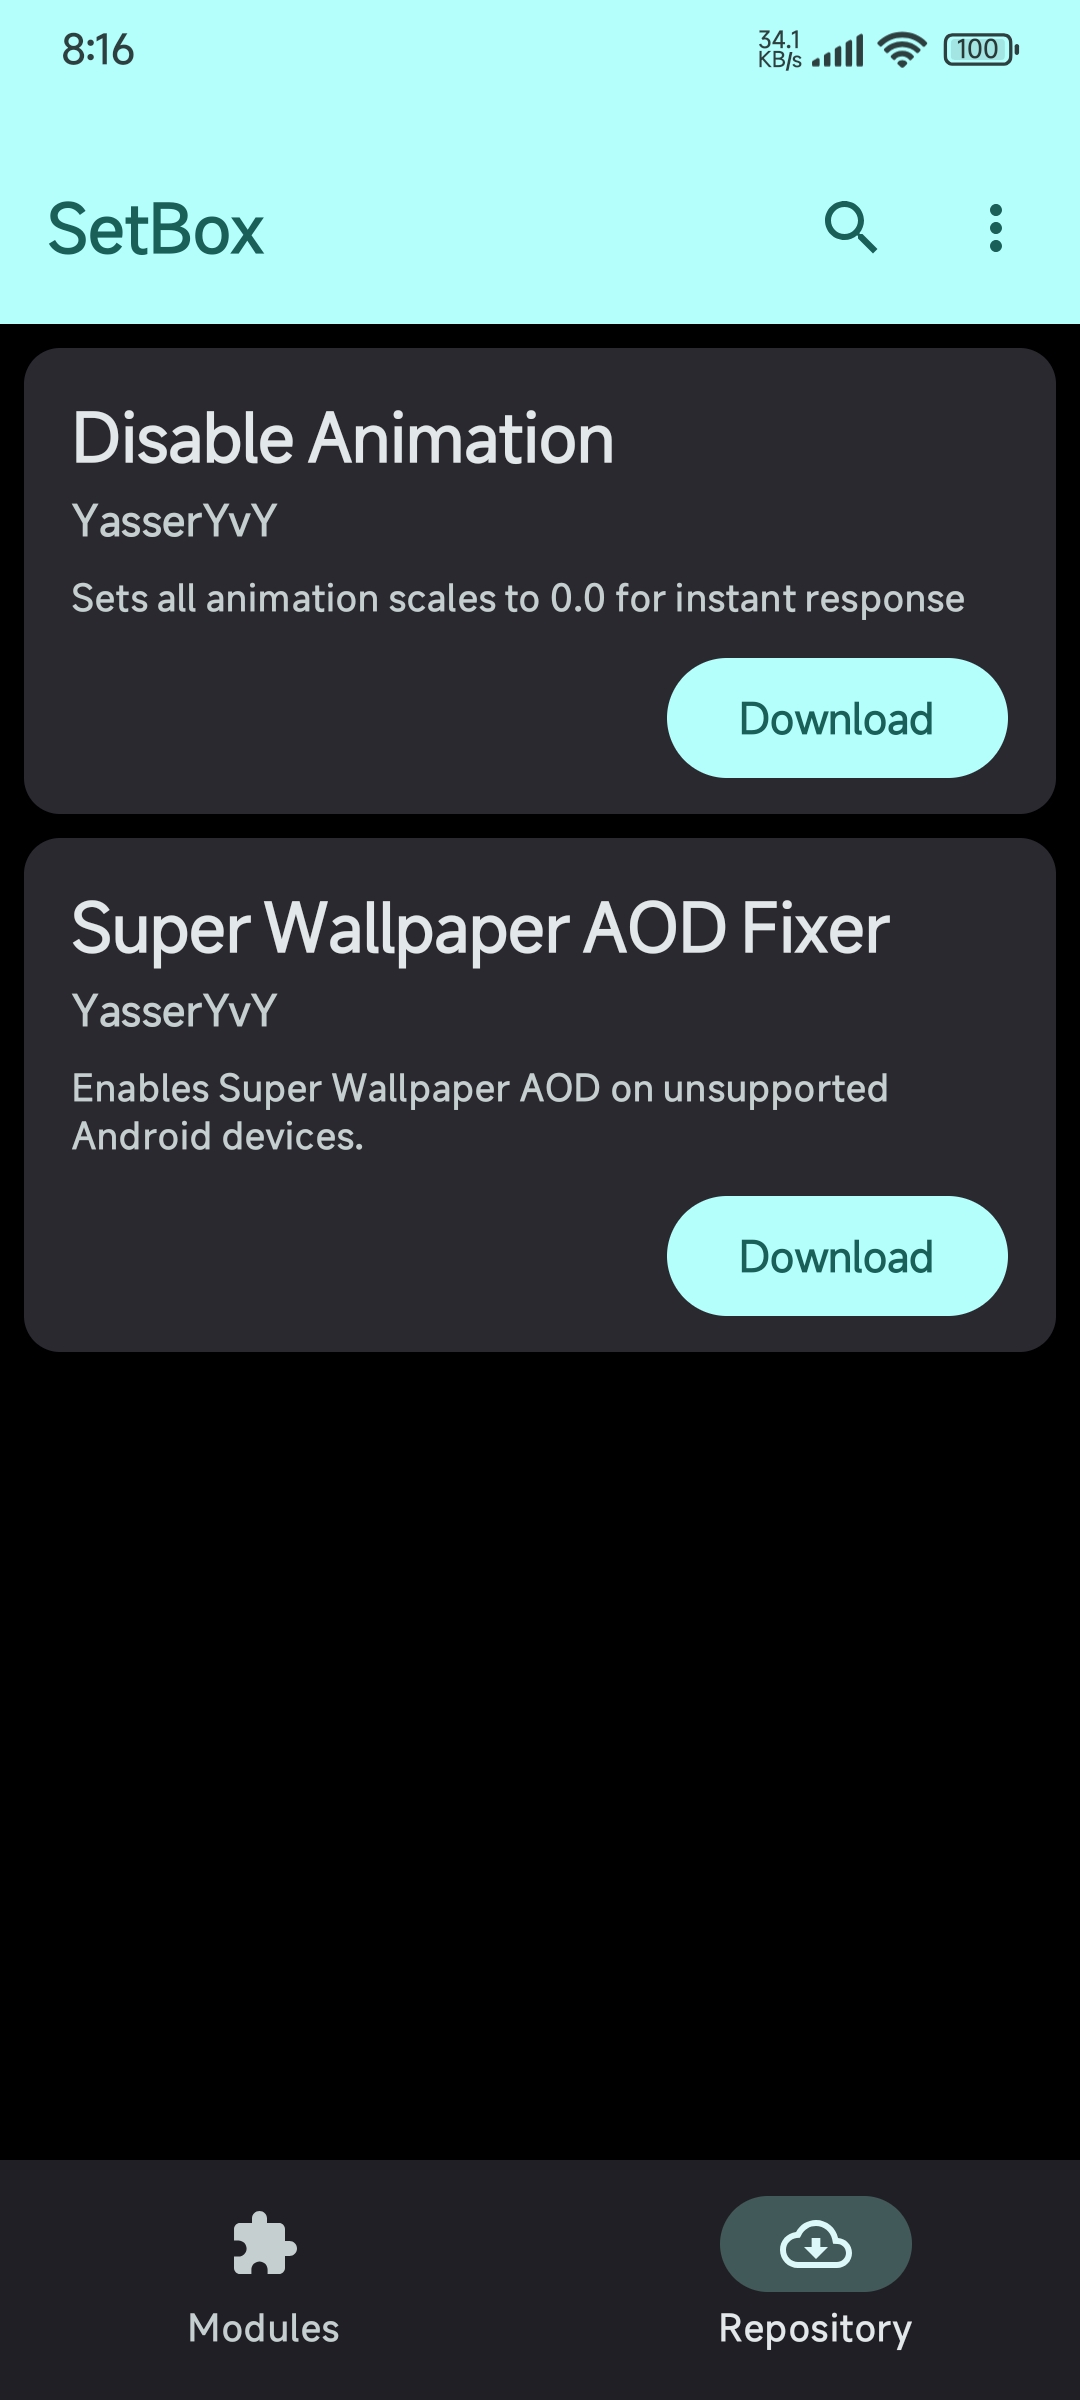 8:16
34.1
KB/s
100
SetBox
Disable Animation
YasserYvY
Sets all animation scales to 0.0 for instant response
Download
Super Wallpaper AOD Fixer
YasserYvY
Enables Super Wallpaper AOD on unsupported
Android devices.
Download
Modules
Repository